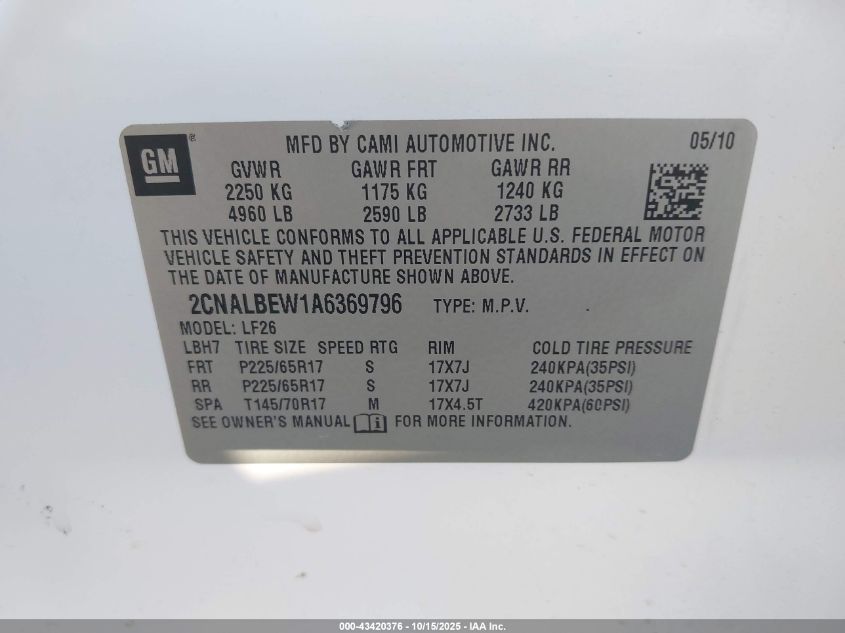 GM ®
MFD BY CAMI AUTOMOTIVE INC. 05/10
GVWR GAWR FRT GAWR RR
2250 KG 1175 KG 1240 KG
4960 LB 2590 LB 2733 LB
THIS VEHICLE CONFORMS TO ALL APPLICABLE U.S. FEDERAL MOTOR
VEHICLE SAFETY AND THEFT PREVENTION STANDARDS IN EFFECT ON
THE DATE OF MANUFACTURE SHOWN ABOVE.
2CNALBEW1A6369796 TYPE: M.P.V.
MODEL: LF26
LBH7 TIRE SIZE SPEED RTG RIM COLD TIRE PRESSURE
FRT P225/65R17 S 17X7J 240KPA(35PSI)
RR P225/65R17 S 17X7J 240KPA(35PSI)
SPA T145/70R17 M 17X4.5T 420KPA(60PSI)
SEE OWNER'S MANUAL i FOR MORE INFORMATION.
000-43420376 - 10/15/2025 - IAA Inc.